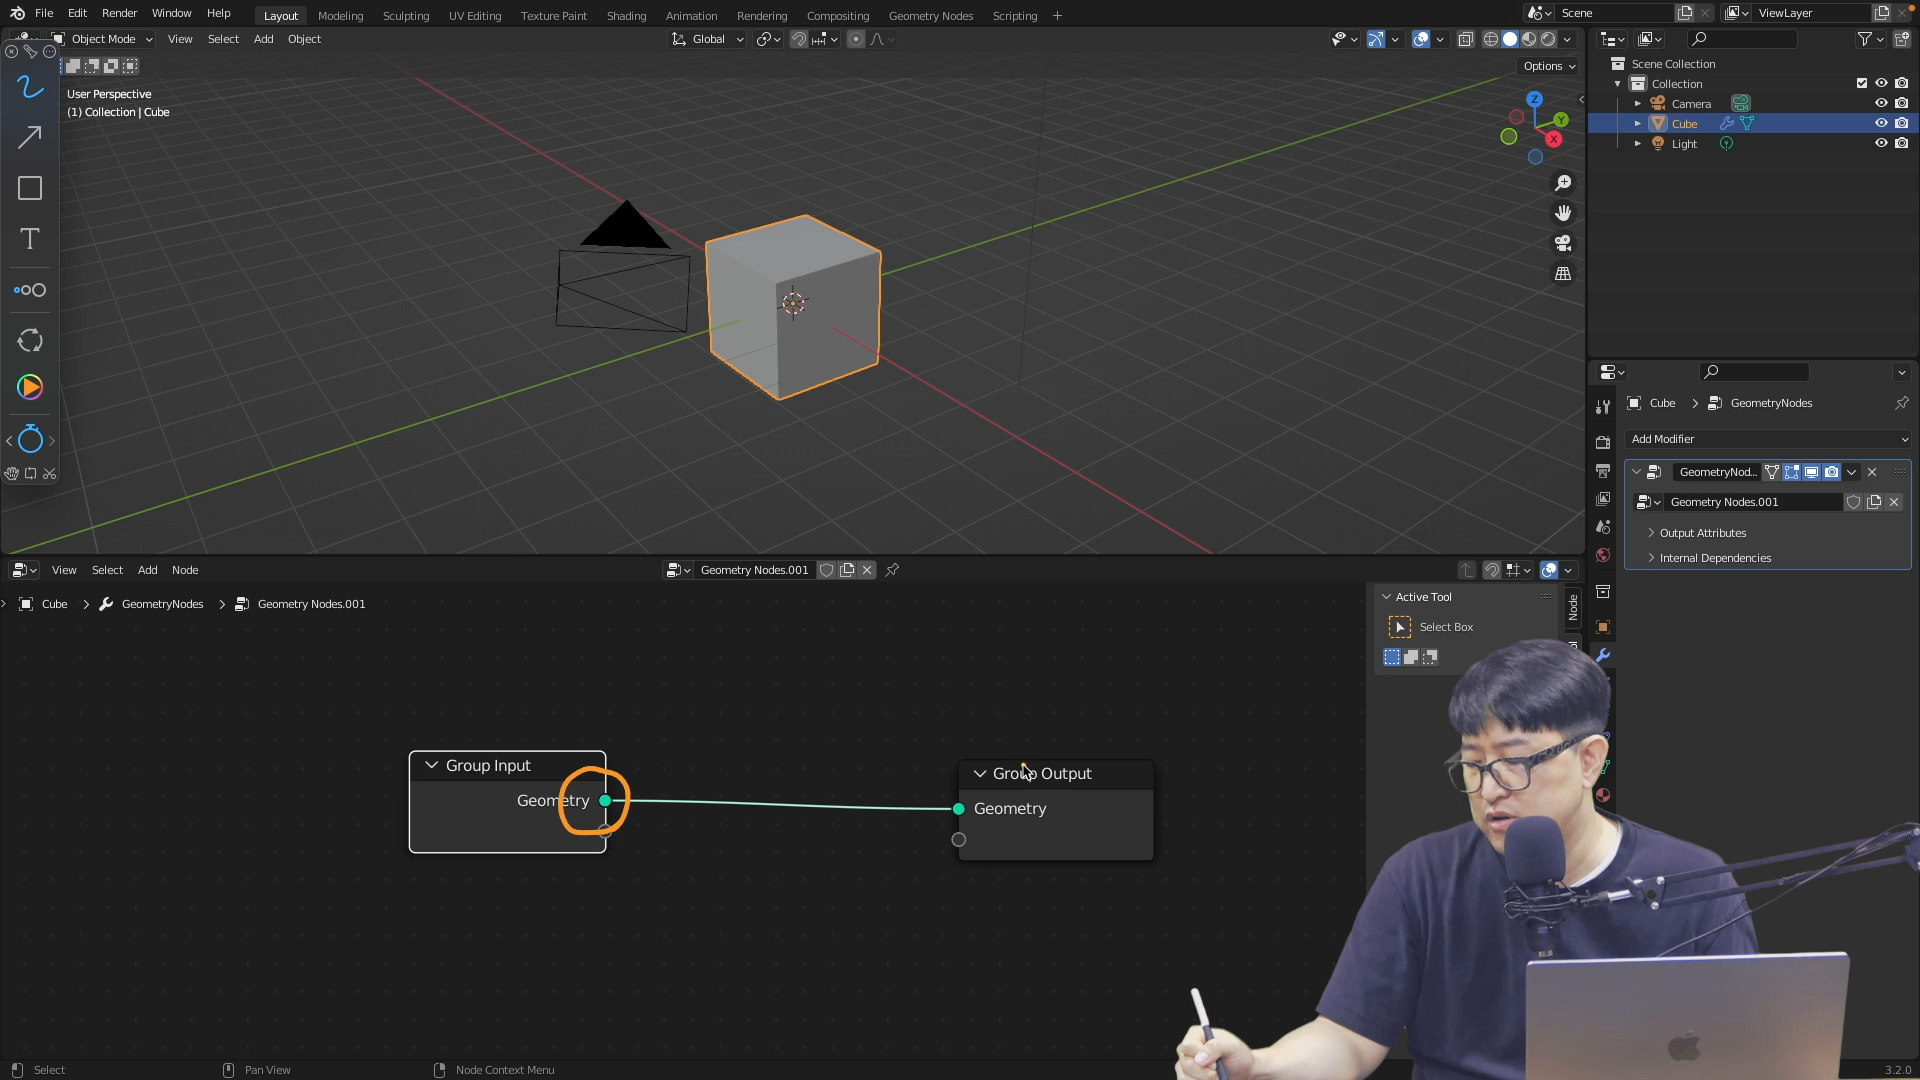 File Edit Render Window Help Layout Modeling Sculpting UV Editing Texture Paint Shading Animation Rendering Compositing Geometry Nodes Scripting + Scene ViewLayer
Object Mode View Select Add Object Global
Options
User Perspective
(1) Collection | Cube
Z
Y
X
T
Scene Collection
Collection
Camera
Cube
Light
Cube > GeometryNodes
Add Modifier
GeometryNod...
Geometry Nodes.001
Output Attributes
Internal Dependencies
View Select Add Node Geometry Nodes.001
Cube > GeometryNodes > Geometry Nodes.001
Active Tool
Node
Select Box
Group Input
Geometry
Group Output
Geometry
Select Pan View Node Context Menu 3.2.0